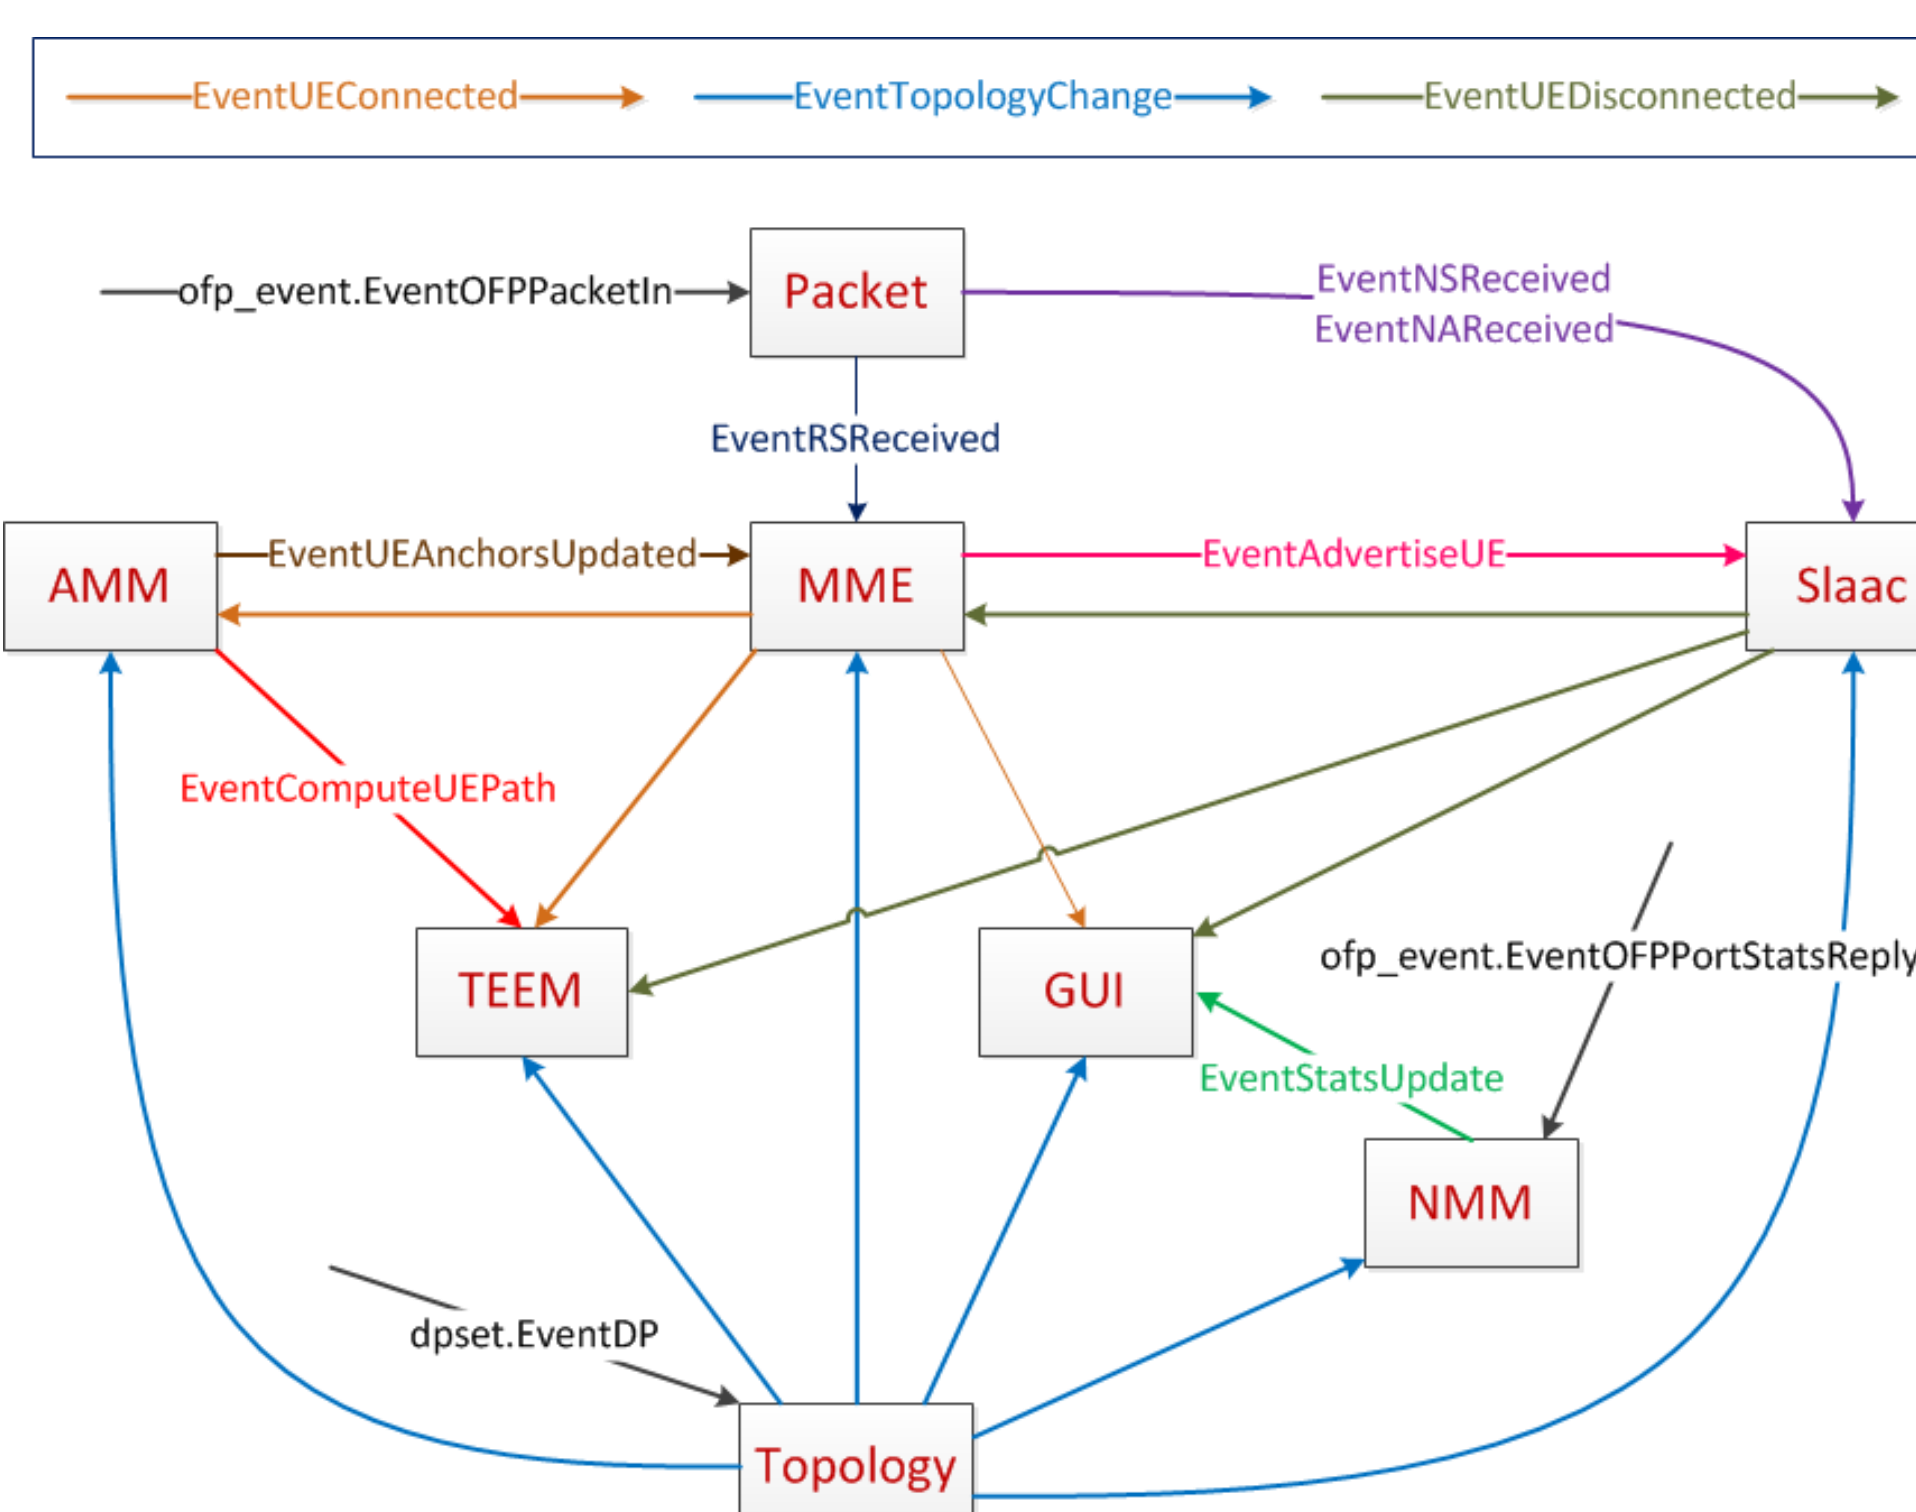 EventUEConnected
EventTopologyChange
EventUEDisconnected
ofp_event.EventOFPPacketIn
Packet
EventNSReceived
EventNAReceived
EventRSReceived
AMM
EventUEAnchorsUpdated
MME
EventAdvertiseUE
Slaac
EventComputeUEPath
ofp_event.EventOFPPortStatsReply
TEEM
GUI
EventStatsUpdate
NMM
dpset.EventDP
Topology